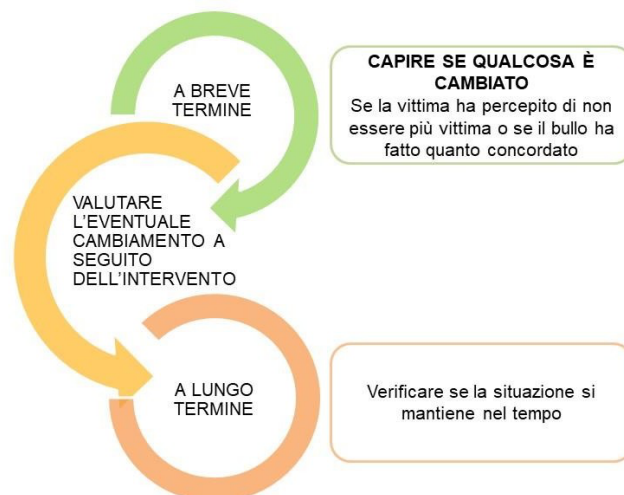 A BREVE
TERMINE
CAPIRE SE QUALCOSA È
CAMBIATO
Se la vittima ha percepito di non
essere più vittima o se il bullo ha
fatto quanto concordato
VALUTARE
L’EVENTUALE
CAMBIAMENTO A
SEGUITO
DELL’INTERVENTO
A LUNGO
TERMINE
Verificare se la situazione si
mantiene nel tempo